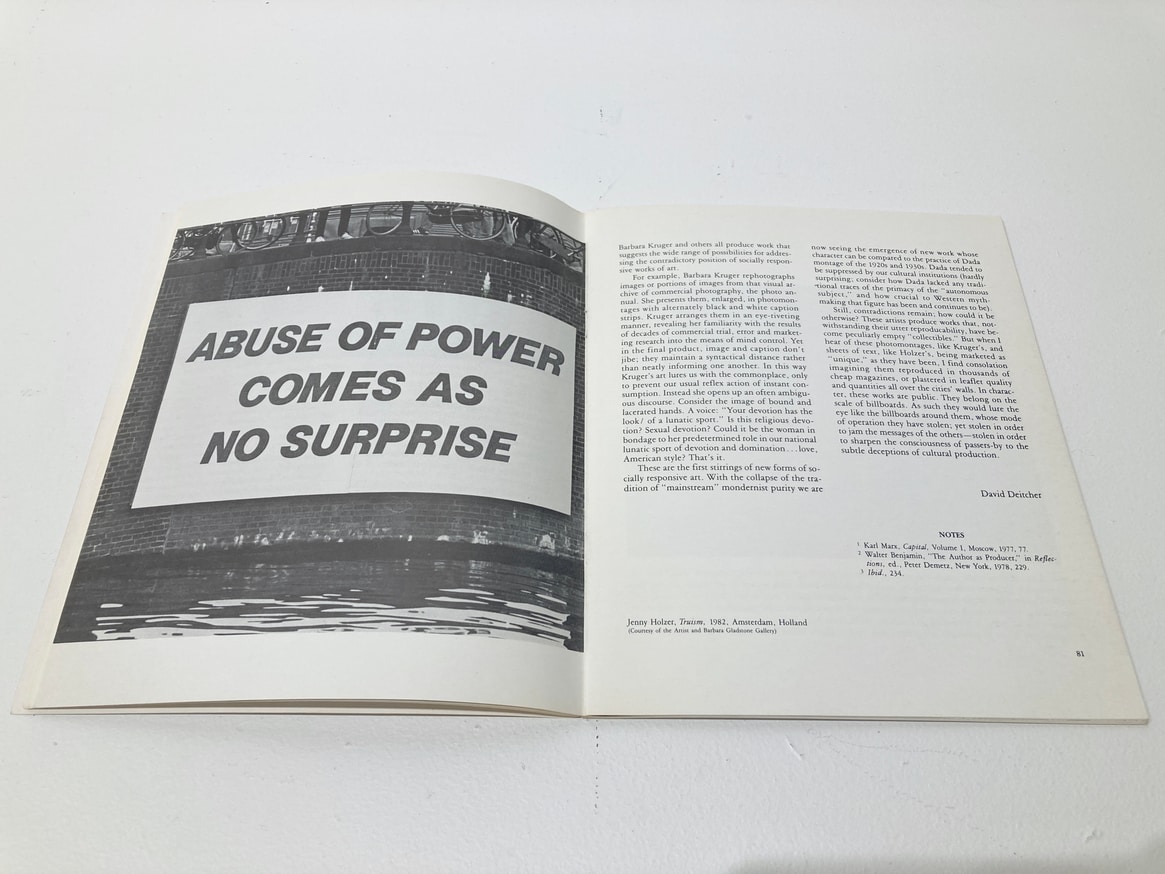 ABUSE OF POWER
COMES AS
NO SURPRISE
Barbara Kruger and others all produce work that
suggests the wide range of possibilities for addres-
sing the contradictory position of socially respon-
sive works of art.
For example, Barbara Kruger rephotographs
images or portions of images from that visual ar-
chive of commercial photography, the photo an-
nual. She presents them, enlarged, in photomon-
tages with alternately black and white caption
strips. Kruger arranges them in an eye-riveting
manner, revealing her familiarity with the results
of decades of commercial trial, error and market-
ing research into the means of mind control. Yet
in the final product, image and caption don't
jibe; they maintain a syntactical distance rather
than neatly informing one another. In this way
Kruger's art lures us with the commonplace, only
to prevent our usual reflex action of instant con-
sumption. Instead she opens up an often ambigu-
ous discourse. Consider the image of bound and
lacerated hands. A voice: "Your devotion has the
look/ of a lunatic sport." Is this religious devo-
tion? Sexual devotion? Could it be the woman in
bondage to her predetermined role in our national
lunatic sport of devotion and domination...love,
American style? That's it.
These are the first stirrings of new forms of so-
cially responsive art. With the collapse of the tra-
dition of "mainstream" mondernist purity we are
now seeing the emergence of new work whose
character can be compared to the practice of Dada
montage of the 1920s and 1930s. Dada tended to
be suppressed by our cultural institutions (hardly
surprising, consider how Dada lacked any tradi-
tional traces of the primacy of the "autonomous
subject," and how crucial to Western myth-
making that figure has been and continues to be).
Still, contradictions remain; how could it be
otherwise? These artists produce works that, not-
withstanding their utter reproducability, have be-
come peculiarly empty "collectibles." But when I
hear of these photomontages, like Kruger's, and
sheets of text, like Holzer's, being marketed as
"unique," as they have been, I find consolation
imagining them reproduced in thousands of
cheap magazines, or plastered in leaflet quality
and quantities all over the cities' walls. In charac-
ter, these works are public. They belong on the
scale of billboards. As such they would lure the
eye like the billboards around them, whose mode
of operation they have stolen; yet stolen in order
to jam the messages of the others—stolen in order
to sharpen the consciousness of passers-by to the
subtle deceptions of cultural production.
David Deitcher
NOTES
1 Karl Marx, Capital, Volume 1, Moscow, 1977, 77.
2 Walter Benjamin, "The Author as Producer," in Reflec-
tions, ed., Peter Demetz, New York, 1978, 229.
3 Ibid., 234.
Jenny Holzer, Truism, 1982, Amsterdam, Holland
(Courtesy of the Artist and Barbara Gladstone Gallery)
81